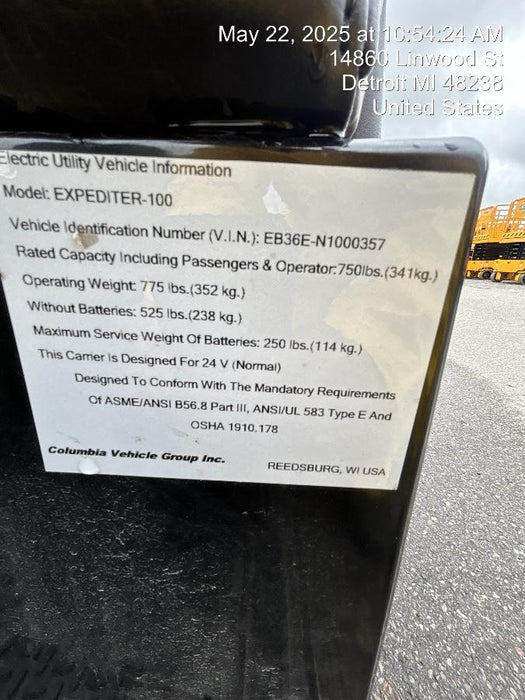 May 22, 2025 at 10:54:24 AM
14860 Linwood St
Detroit MI 48238
United States
Electric Utility Vehicle Information
Model: EXPEDITER-100
Vehicle Identification Number (V.I.N.): EB36E-N1000357
Rated Capacity Including Passengers & Operator:750lbs.(341kg.)
Operating Weight: 775 lbs.(352 kg.)
Without Batteries: 525 lbs.(238 kg.)
Maximum Service Weight Of Batteries: 250 lbs.(114 kg.)
This Carrier Is Designed For 24 V (Normal)
Designed To Conform With The Mandatory Requirements
Of ASME/ANSI B56.8 Part III, ANSI/UL 583 Type E And
OSHA 1910.178
Columbia Vehicle Group Inc.
REEDSBURG, WI USA